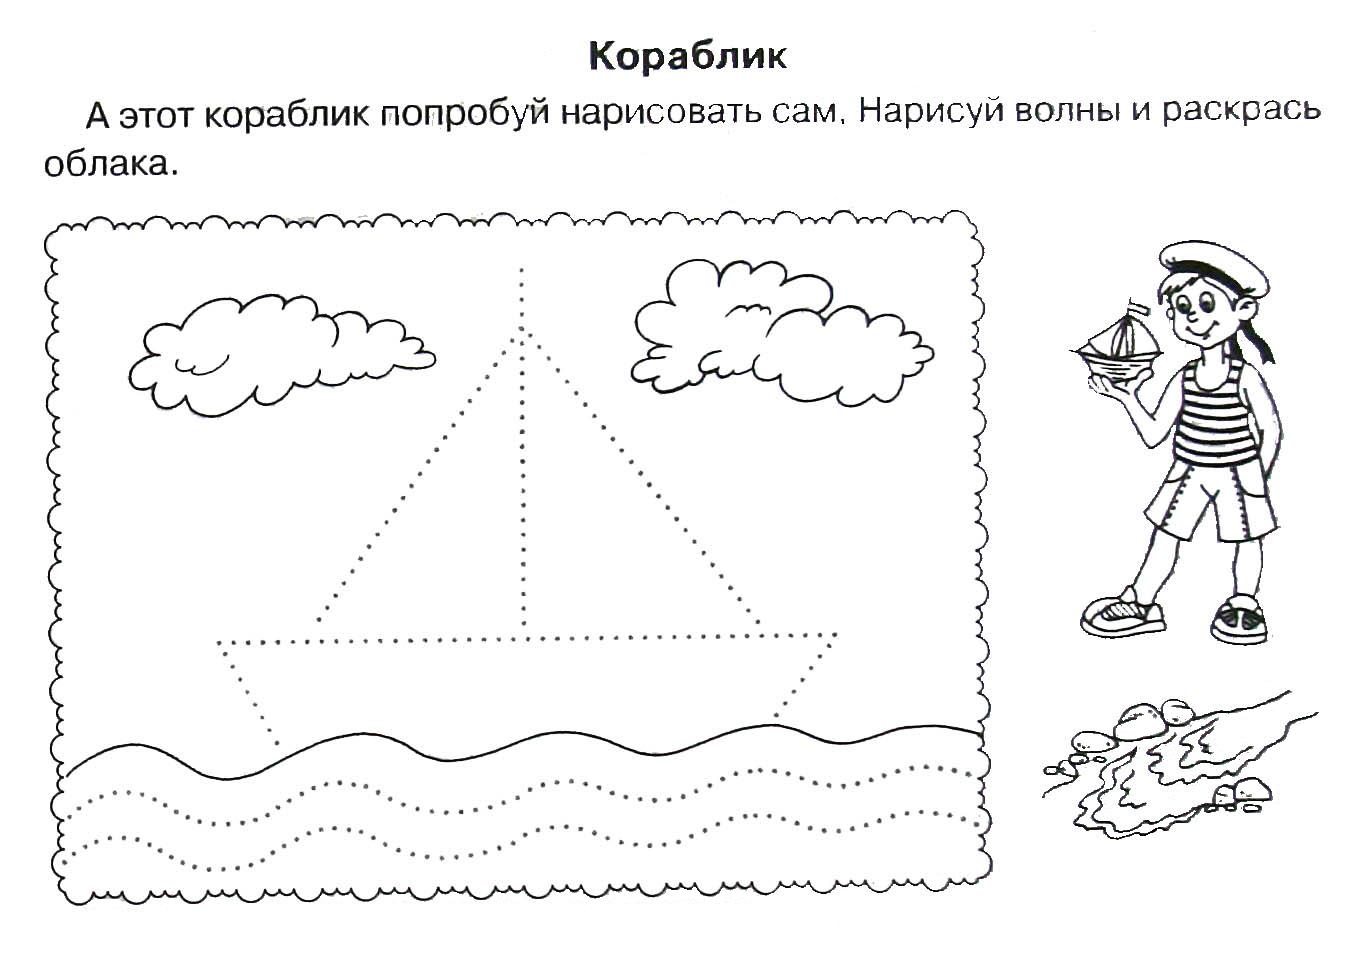 Кораблик
А этот кораблик попробуй нарисовать сам. Нарисуй волны и раскрась
облака.